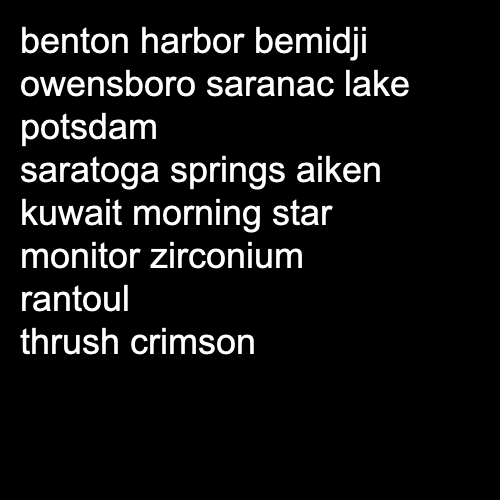 benton harbor bemidji
owensboro saranac lake
potsdam
saratoga springs aiken
kuwait morning star
monitor zirconium
rantoul
thrush crimson